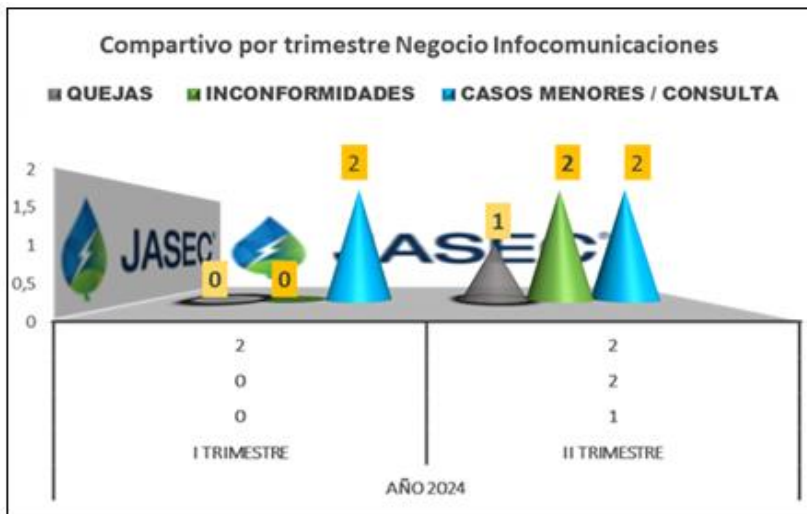 Compartivo por trimestre Negocio Infocomunicaciones
QUEJAS INCONFORMIDADES CASOS MENORES / CONSULTA
2
1,5
1
0,5
0
JASEC®
JASEC®
0 0 2 1 2 2
2 2
0 2
0 1
I TRIMESTRE II TRIMESTRE
AÑO 2024